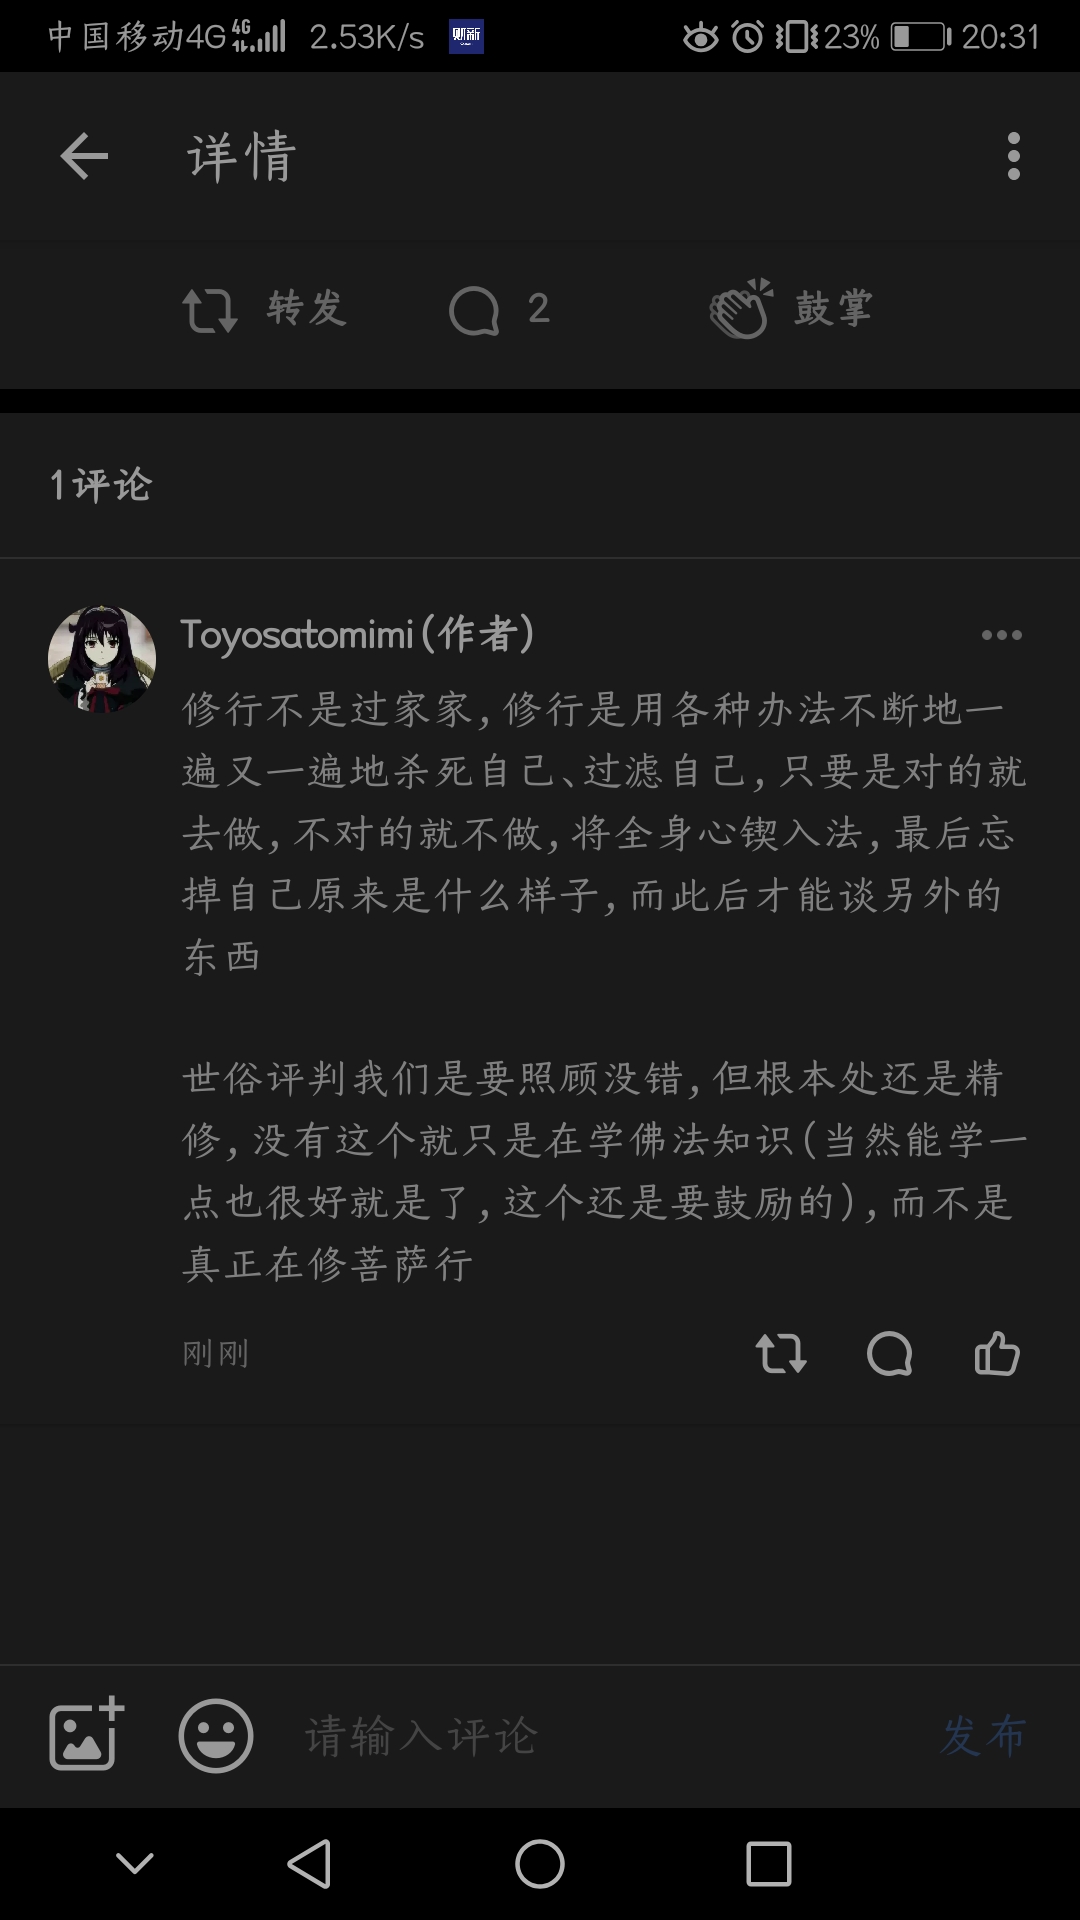 中国移动4G 4G 2.53K/s 财新 23% 20:31
详情
转发 2 鼓掌
1评论
Toyosatomimi(作者)
修行不是过家家,修行是用各种办法不断地一
遍又一遍地杀死自己、过滤自己,只要是对的就
去做,不对的就不做,将全身心锲入法,最后忘
掉自己原来是什么样子,而此后才能谈另外的
东西
世俗评判我们是要照顾没错,但根本处还是精
修,没有这个就只是在学佛法知识(当然能学一
点也很好就是了,这个还是要鼓励的),而不是
真正在修菩萨行
刚刚
请输入评论 发布